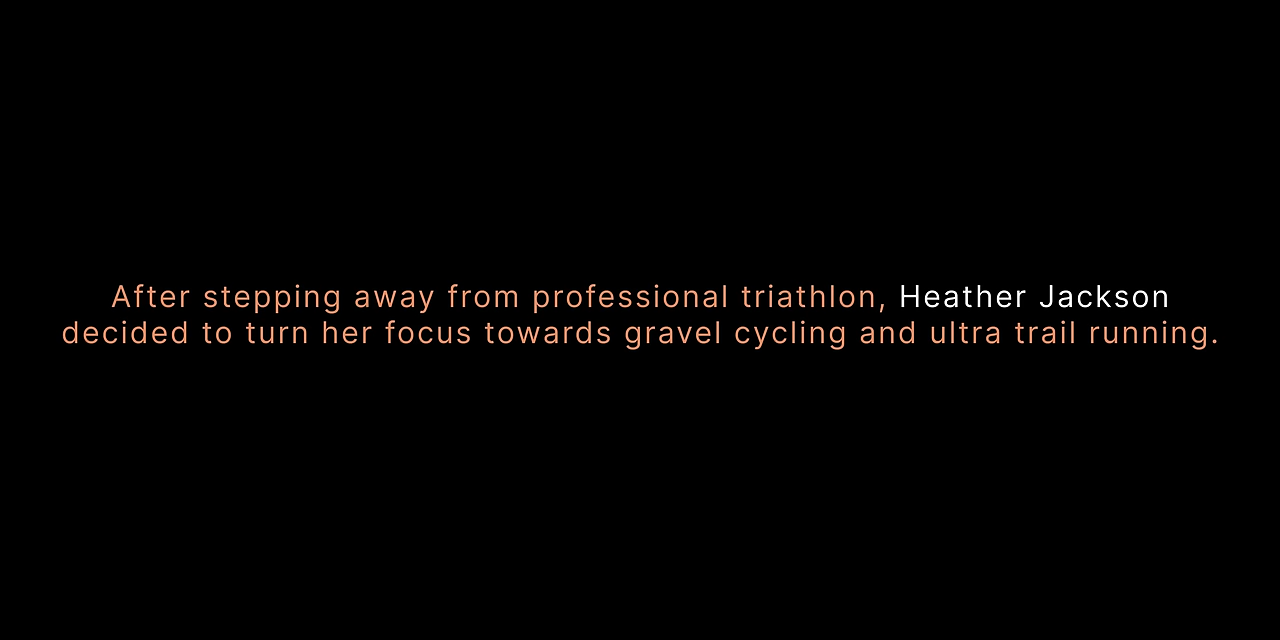 After stepping away from professional triathlon, Heather Jackson
decided to turn her focus towards gravel cycling and ultra trail running.